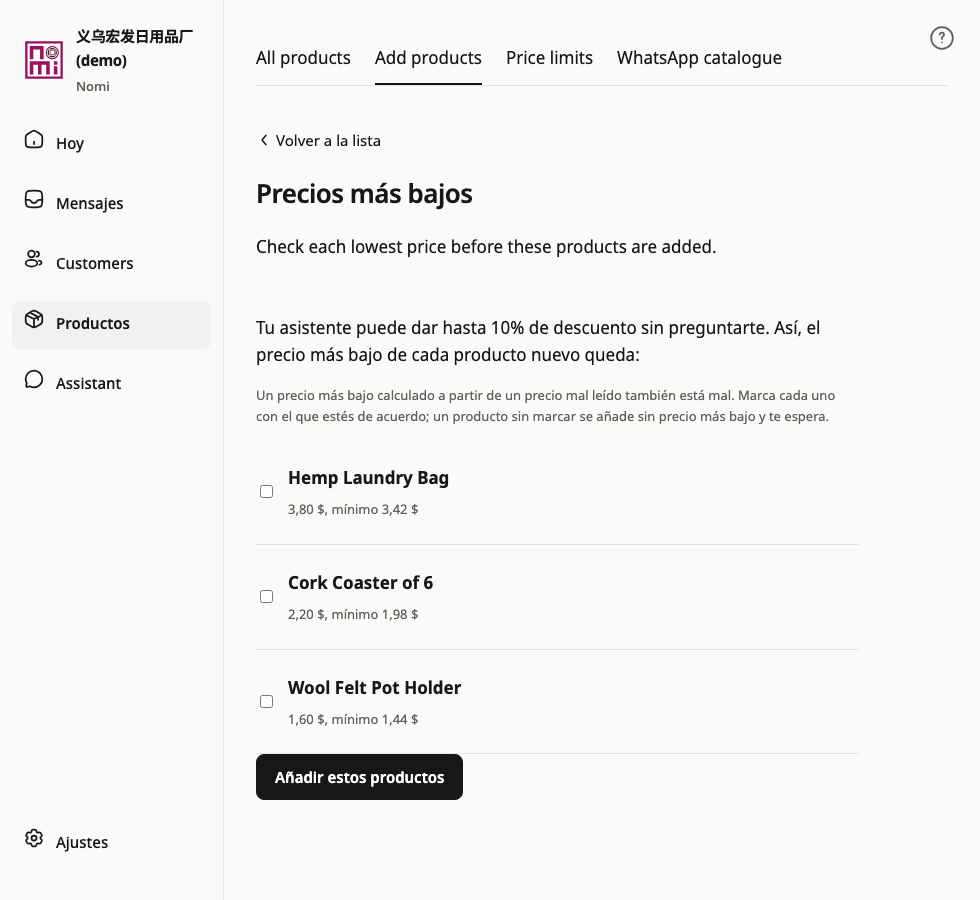 nomi
义乌宏发日用品厂
(demo)
Nomi
Hoy
Mensajes
Customers
Productos
Assistant
Ajustes
All products
Add products
Price limits
WhatsApp catalogue
?
Volver a la lista
Precios más bajos
Check each lowest price before these products are added.
Tu asistente puede dar hasta 10% de descuento sin preguntarte. Así, el
precio más bajo de cada producto nuevo queda:
Un precio más bajo calculado a partir de un precio mal leído también está mal. Marca cada uno
con el que estés de acuerdo; un producto sin marcar se añade sin precio más bajo y te espera.
Hemp Laundry Bag
3,80 $, mínimo 3,42 $
Cork Coaster of 6
2,20 $, mínimo 1,98 $
Wool Felt Pot Holder
1,60 $, mínimo 1,44 $
Añadir estos productos